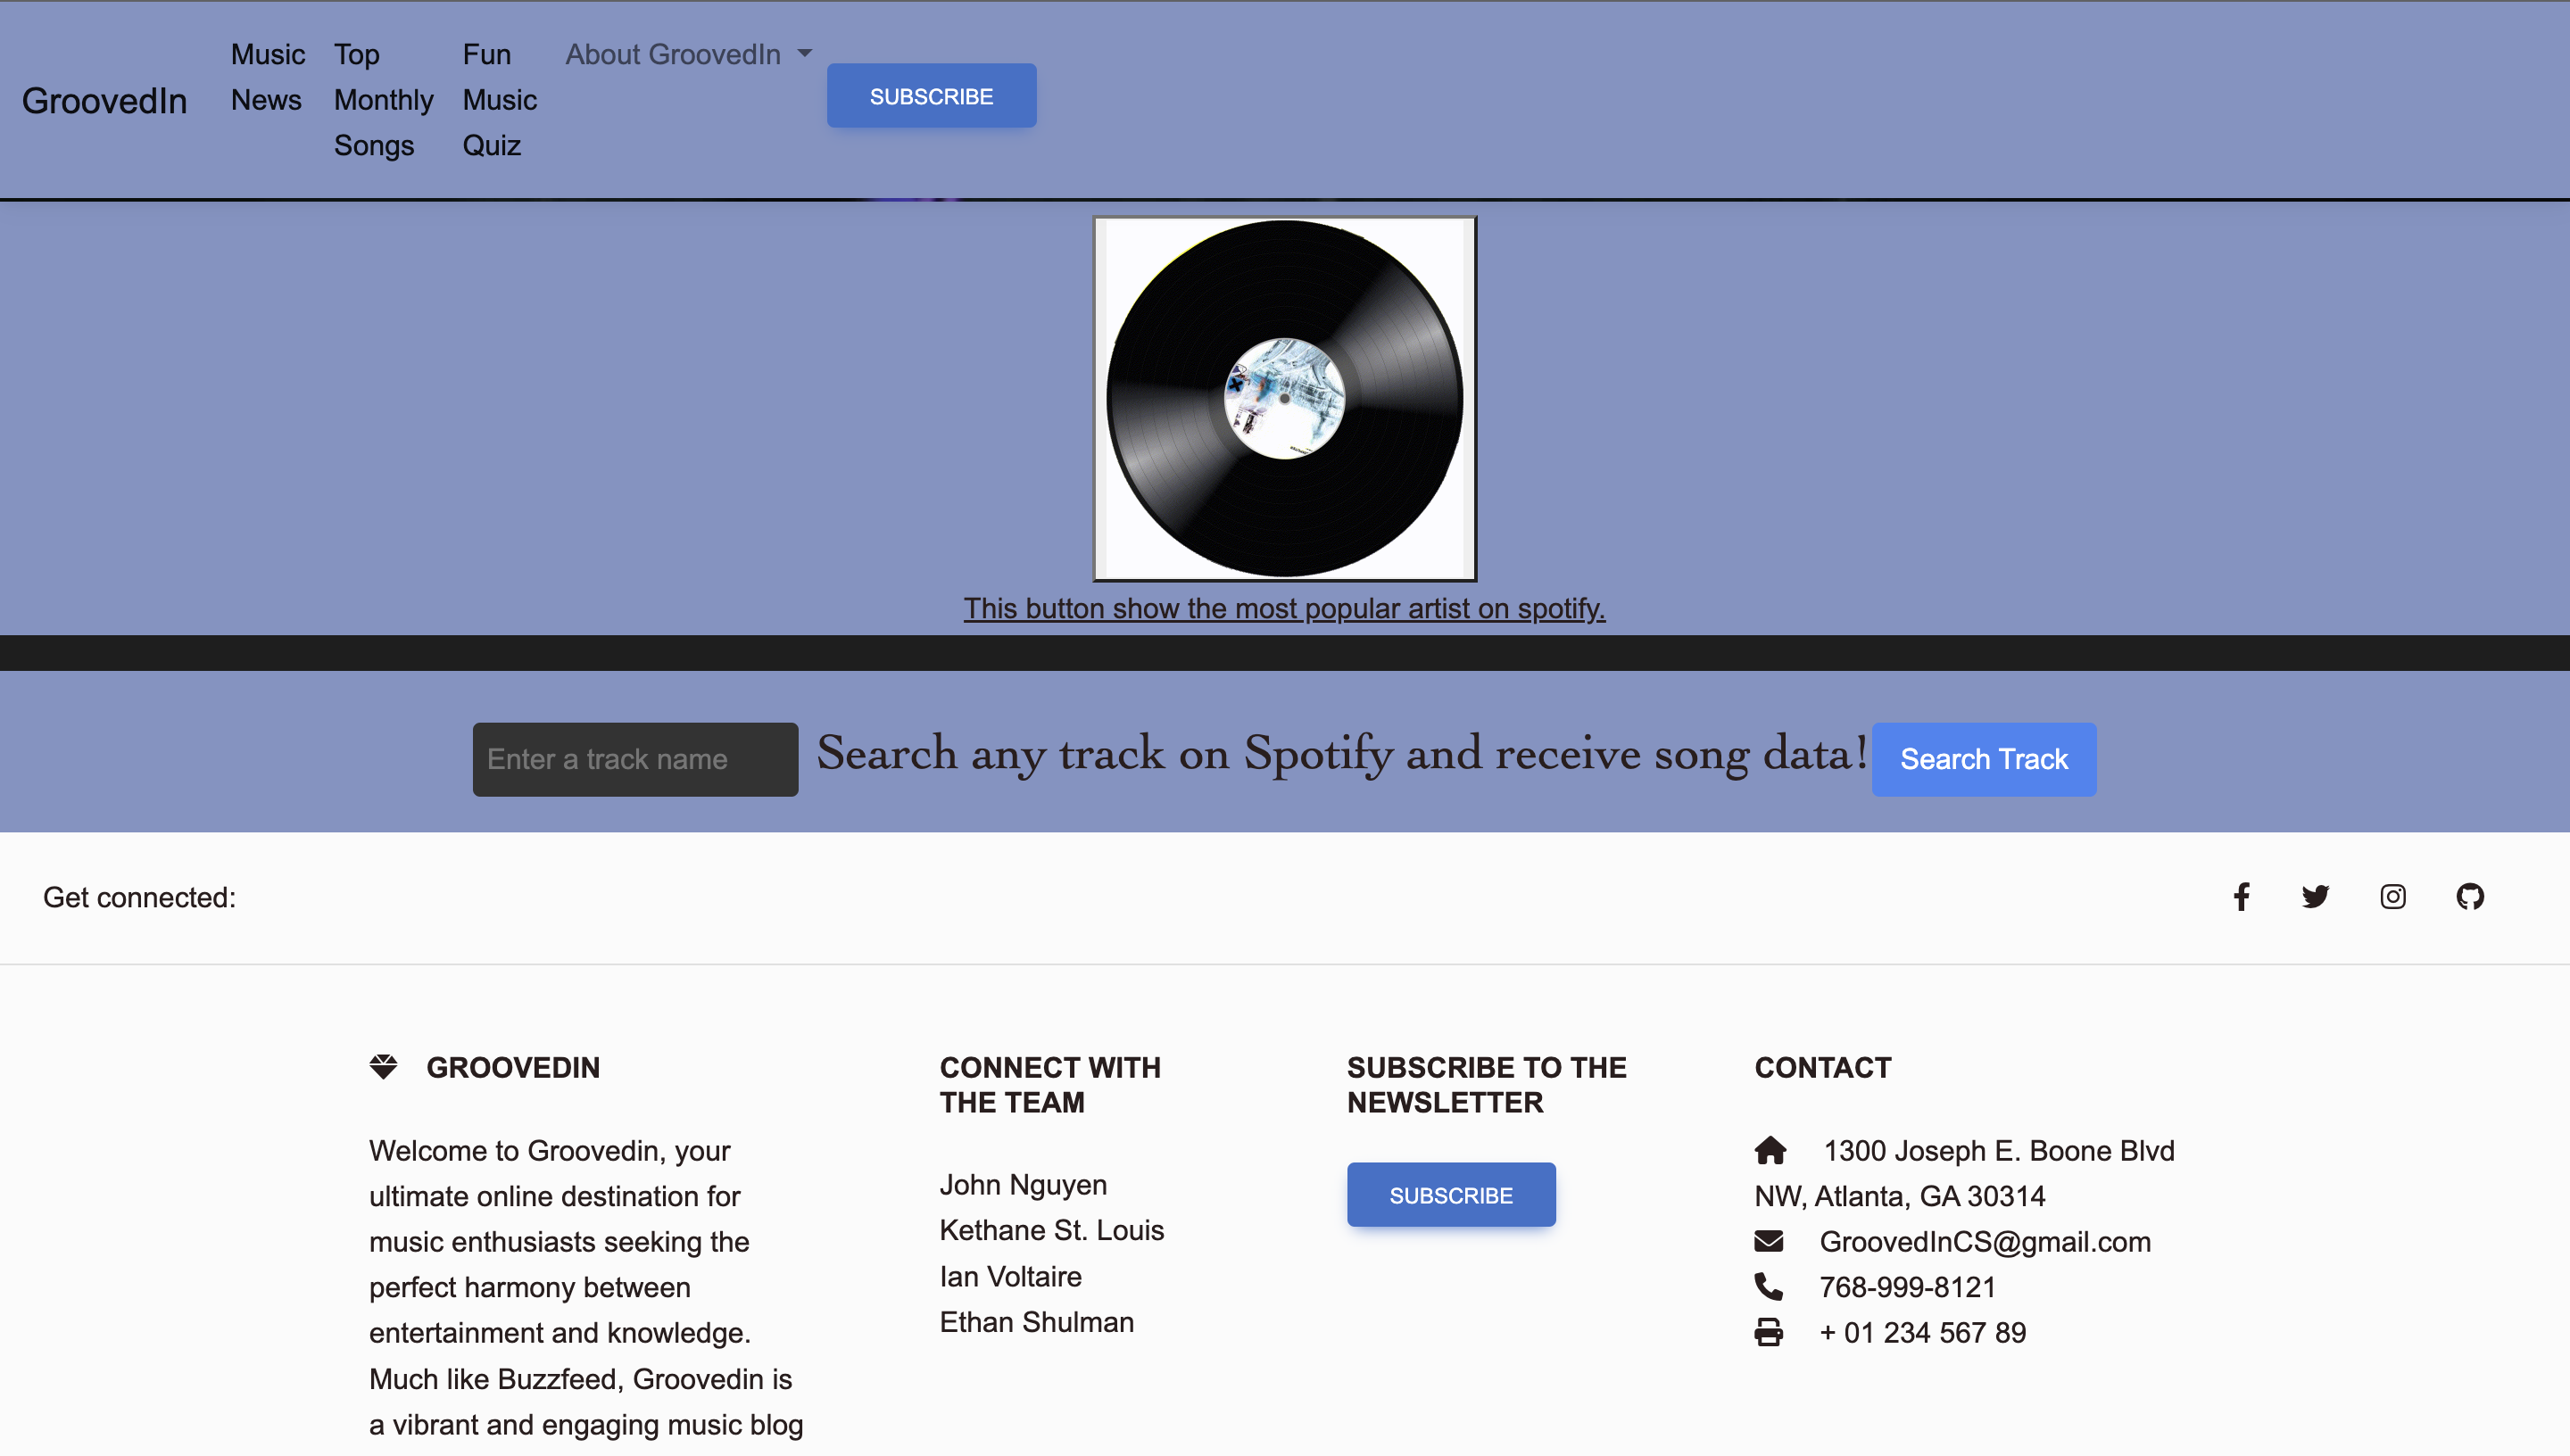 GroovedIn
Music
News
Top
Monthly
Songs
Fun
Music
Quiz
About GroovedIn
SUBSCRIBE
This button show the most popular artist on spotify.
Enter a track name
Search any track on Spotify and receive song data!
Search Track
Get connected:
GROOVEDIN
Welcome to Groovedin, your
ultimate online destination for
music enthusiasts seeking the
perfect harmony between
entertainment and knowledge.
Much like Buzzfeed, Groovedin is
a vibrant and engaging music blog
CONNECT WITH
THE TEAM
John Nguyen
Kethane St. Louis
Ian Voltaire
Ethan Shulman
SUBSCRIBE TO THE
NEWSLETTER
SUBSCRIBE
CONTACT
1300 Joseph E. Boone Blvd
NW, Atlanta, GA 30314
GroovedInCS@gmail.com
768-999-8121
+ 01 234 567 89